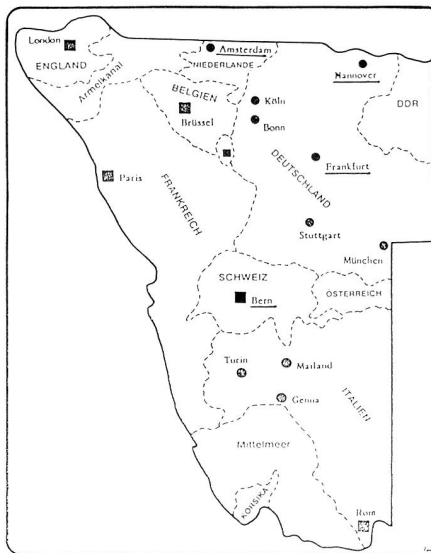 London
Amsterdam
ENGLAND
NIEDERLANDE
Hannover
Ärmelkanal
BELGIEN
Köln
DDR
Brüssel
Bonn
Frankfurt
DEUTSCHLAND
Paris
FRANKREICH
Stuttgart
München
SCHWEIZ
ÖSTERREICH
Bern
Turin
Mailand
Genua
ITALIEN
Mittelmeer
KORSIKA
Rom